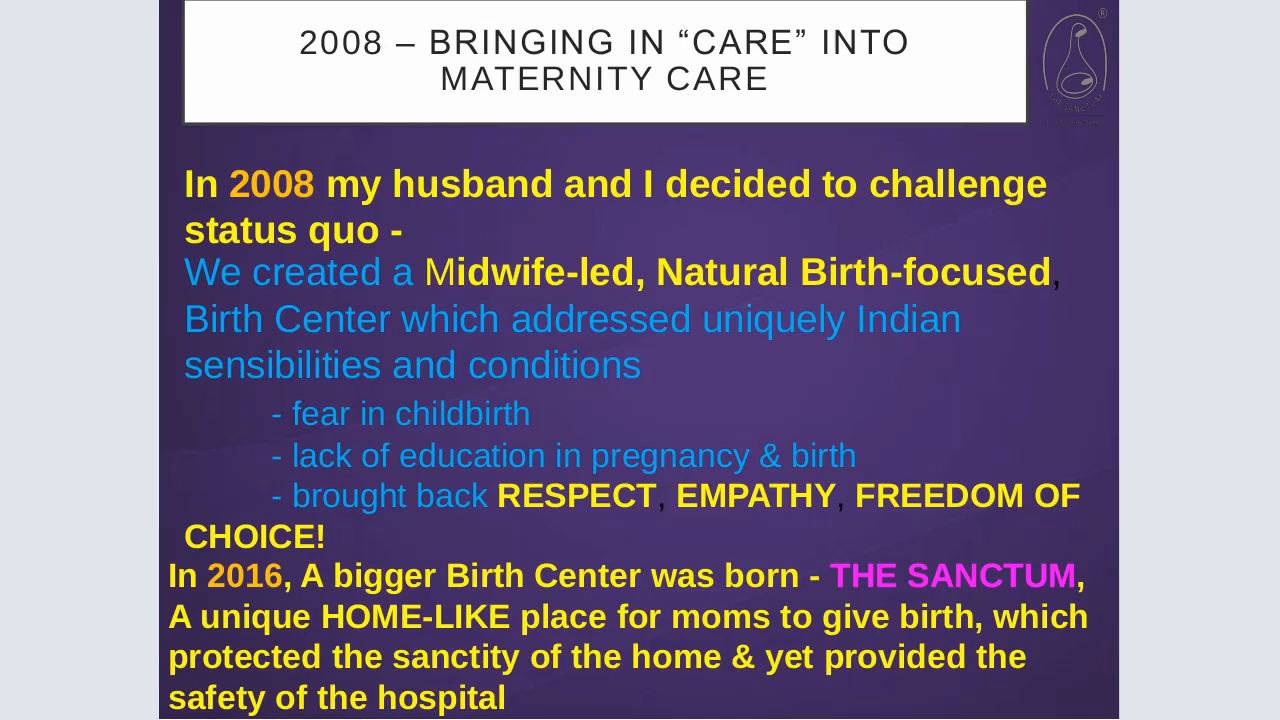 2008 – BRINGING IN “CARE” INTO
MATERNITY CARE
®
THE SANCTUM
In 2008 my husband and I decided to challenge
status quo -
We created a Midwife-led, Natural Birth-focused,
Birth Center which addressed uniquely Indian
sensibilities and conditions
- fear in childbirth
- lack of education in pregnancy & birth
- brought back RESPECT, EMPATHY, FREEDOM OF
CHOICE!
In 2016, A bigger Birth Center was born - THE SANCTUM,
A unique HOME-LIKE place for moms to give birth, which
protected the sanctity of the home & yet provided the
safety of the hospital